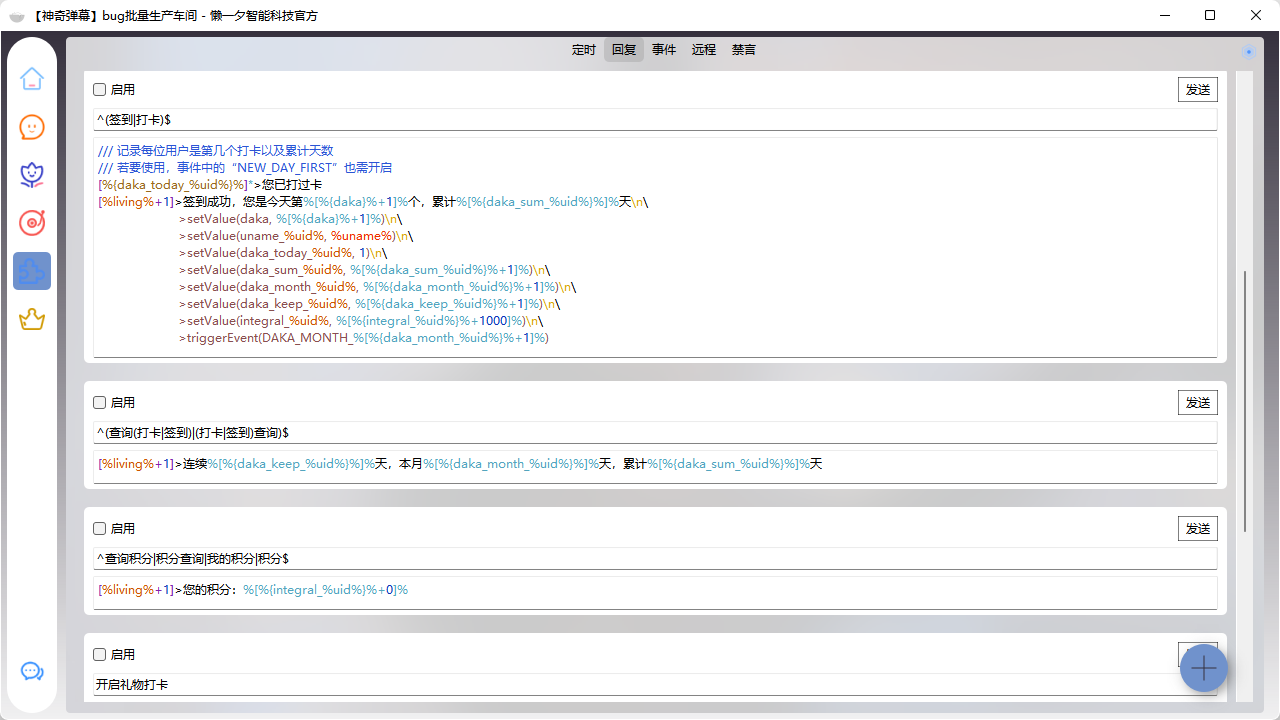 【神奇弹幕】bug批量生产车间 - 懒一夕智能科技官方
定时 回复 事件 远程 禁言
启用 发送
^(签到|打卡)$
/// 记录每位用户是第几个打卡以及累计天数
/// 若要使用，事件中的“NEW_DAY_FIRST”也需开启
[%{daka_today_%uid%}%]*>您已打过卡
[%living%+1]>签到成功，您是今天第%[%{daka}%+1]%个，累计%[%{daka_sum_%uid%}%]%天\n\
>setValue(daka, %[%{daka}%+1]%)\n\
>setValue(uname_%uid%, %uname%)\n\
>setValue(daka_today_%uid%, 1)\n\
>setValue(daka_sum_%uid%, %[%{daka_sum_%uid%}%+1]%)\n\
>setValue(daka_month_%uid%, %[%{daka_month_%uid%}%+1]%)\n\
>setValue(daka_keep_%uid%, %[%{daka_keep_%uid%}%+1]%)\n\
>setValue(integral_%uid%, %[%{integral_%uid%}%+1000]%)\n\
>triggerEvent(DAKA_MONTH_%[%{daka_month_%uid%}%+1]%)
启用 发送
^(查询(打卡|签到)|(打卡|签到)查询)$
[%living%+1]>连续%[%{daka_keep_%uid%}%]%天，本月%[%{daka_month_%uid%}%]%天，累计%[%{daka_sum_%uid%}%]%天
启用 发送
^查询积分|积分查询|我的积分|积分$
[%living%+1]>您的积分：%[%{integral_%uid%}%+0]%
启用
开启礼物打卡